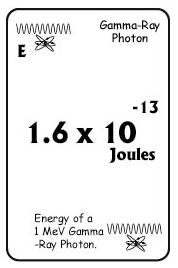 Gamma-Ray
Photon
E
-13
1.6 x 10
Joules
Energy of a
1 MeV Gamma
-Ray Photon.